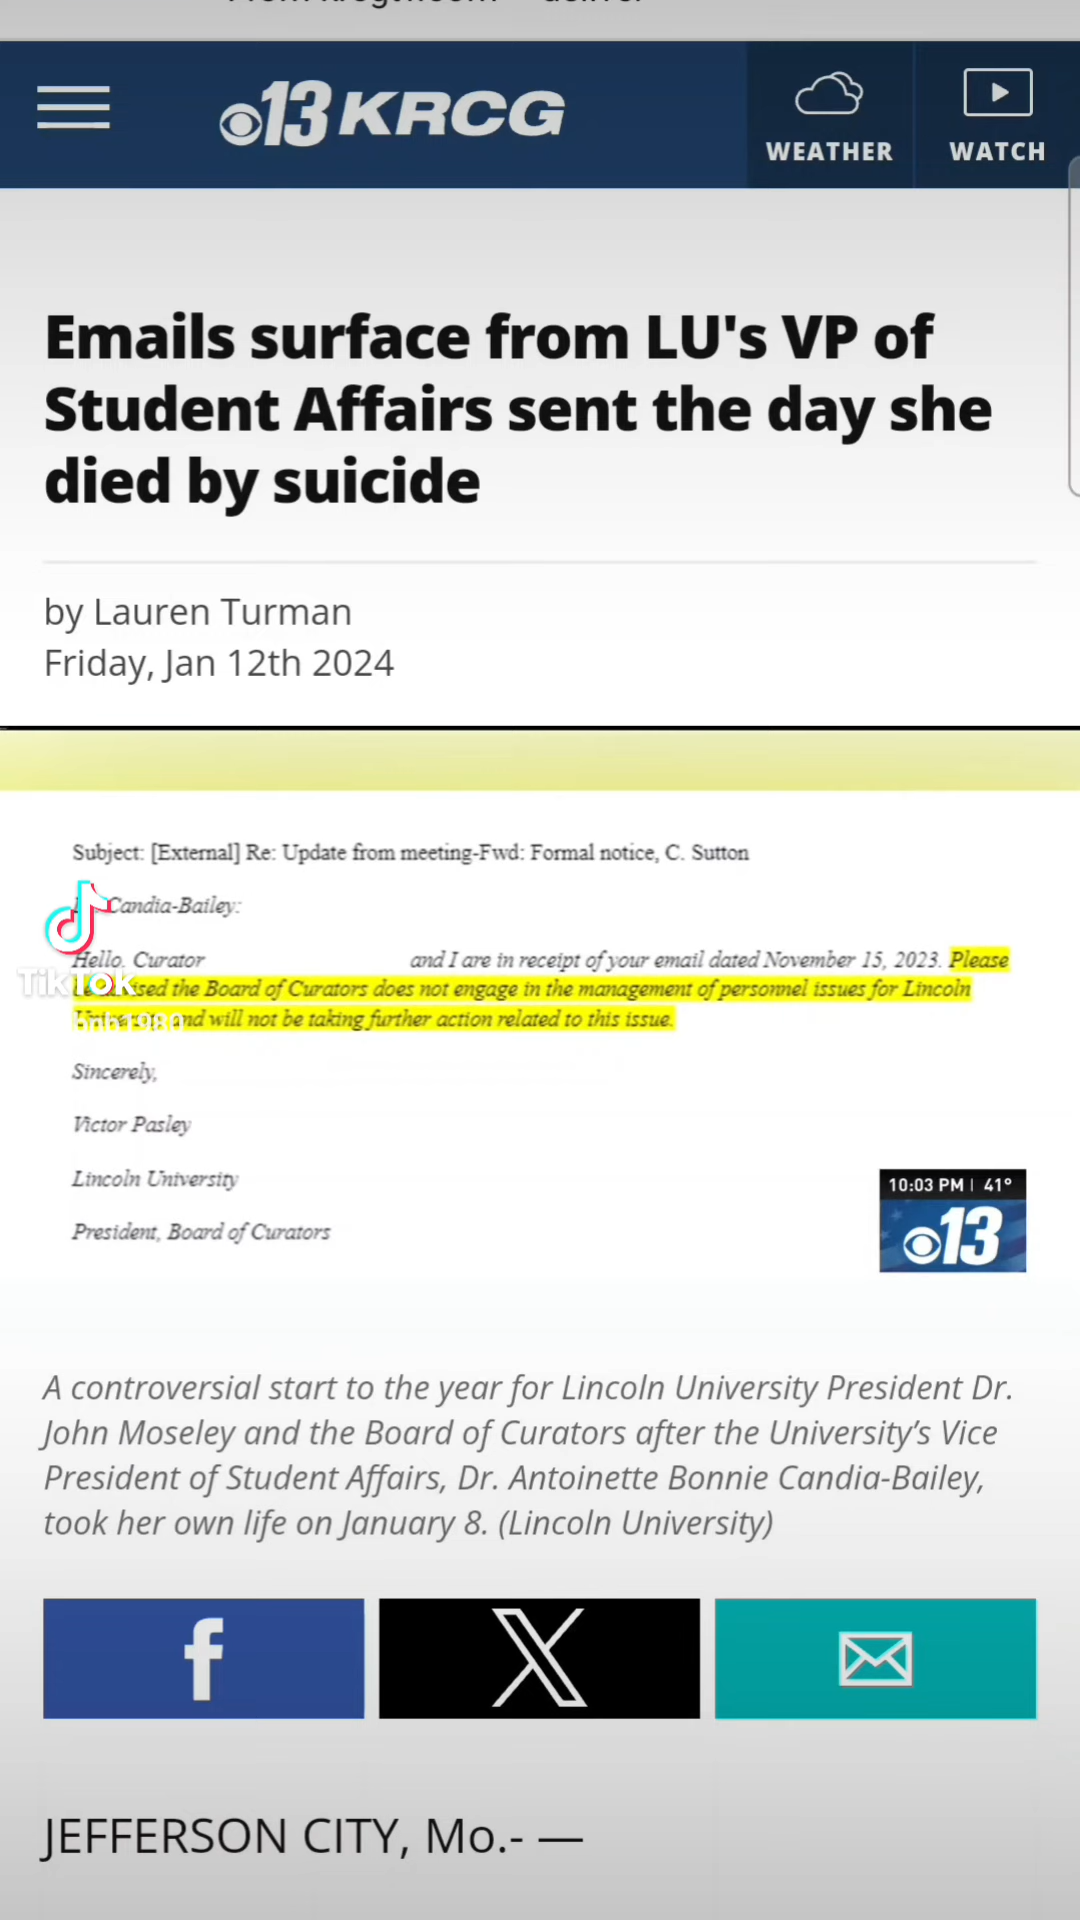 13 KRCG
WEATHER
WATCH
Emails surface from LU's VP of
Student Affairs sent the day she
died by suicide
by Lauren Turman
Friday, Jan 12th 2024
Subject: [External] Re: Update from meeting-Fwd: Formal notice, C. Sutton
Candia-Bailey:
Hello, Curator and I are in receipt of your email dated November 15, 2023. Please
the Board of Curators does not engage in the management of personnel issues for Lincoln
and will not be taking further action related to this issue.
TikTok
Sincerely,
Victor Pasley
Lincoln University
President, Board of Curators
10:03 PM | 41°
13
A controversial start to the year for Lincoln University President Dr.
John Moseley and the Board of Curators after the University’s Vice
President of Student Affairs, Dr. Antoinette Bonnie Candia-Bailey,
took her own life on January 8. (Lincoln University)
JEFFERSON CITY, Mo.- —